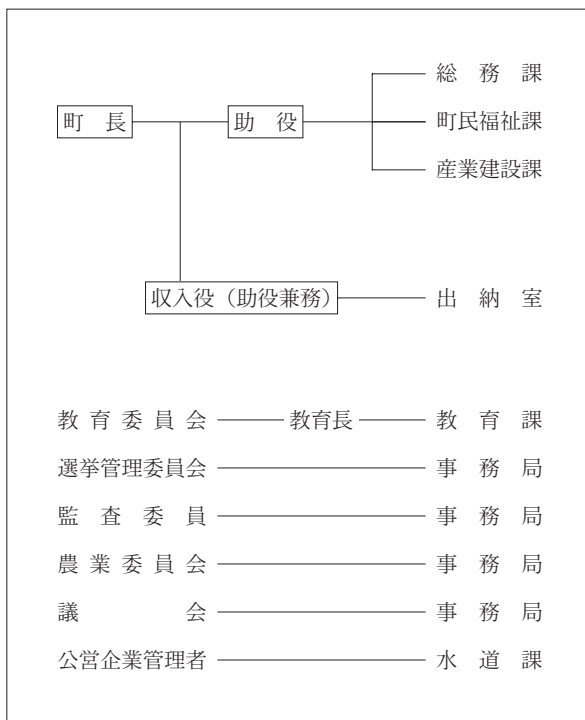 総務課
町長 助役 町民福祉課
産業建設課
収入役（助役兼務） 出納室
教育委員会 教育長 教育課
選挙管理委員会 事務局
監査委員 事務局
農業委員会 事務局
議会 事務局
公営企業管理者 水道課